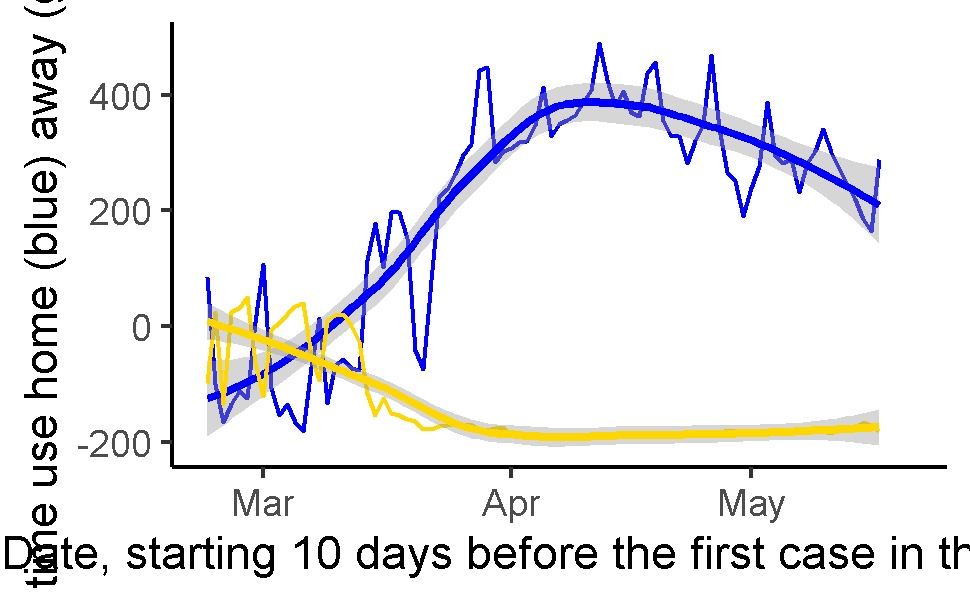 time use home (blue) away (
400
200
0
-200
Mar
Apr
May
Date, starting 10 days before the first case in th